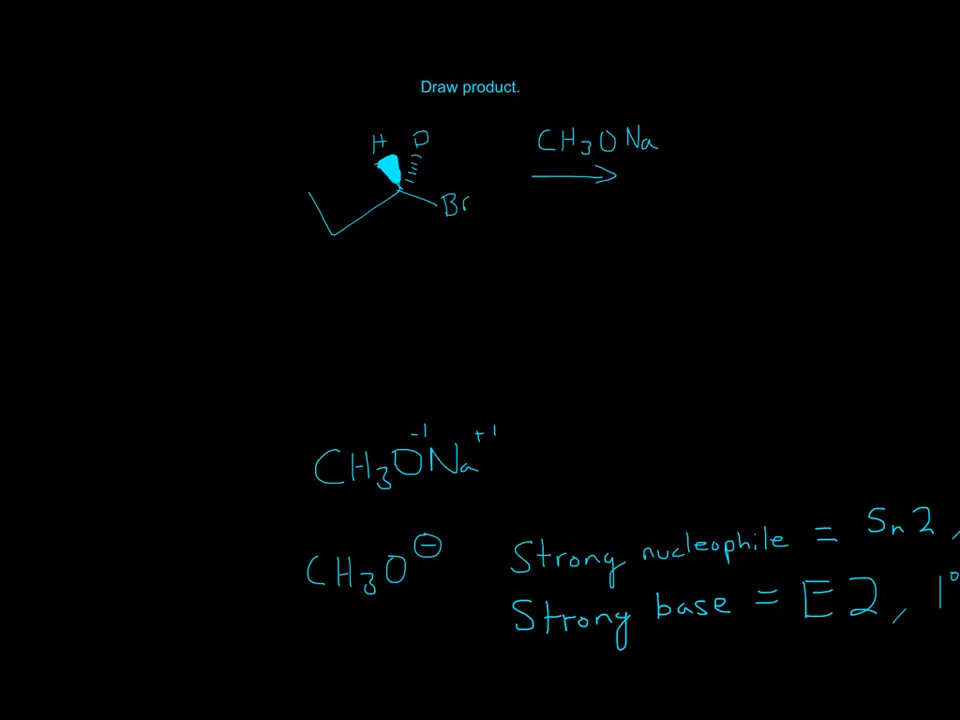 Draw product.
H D
CH3ONa
Br
CH3O-1Na+1
Strong nucleophile = Sn2,
CH3O⊖
Strong base = E2, 1°